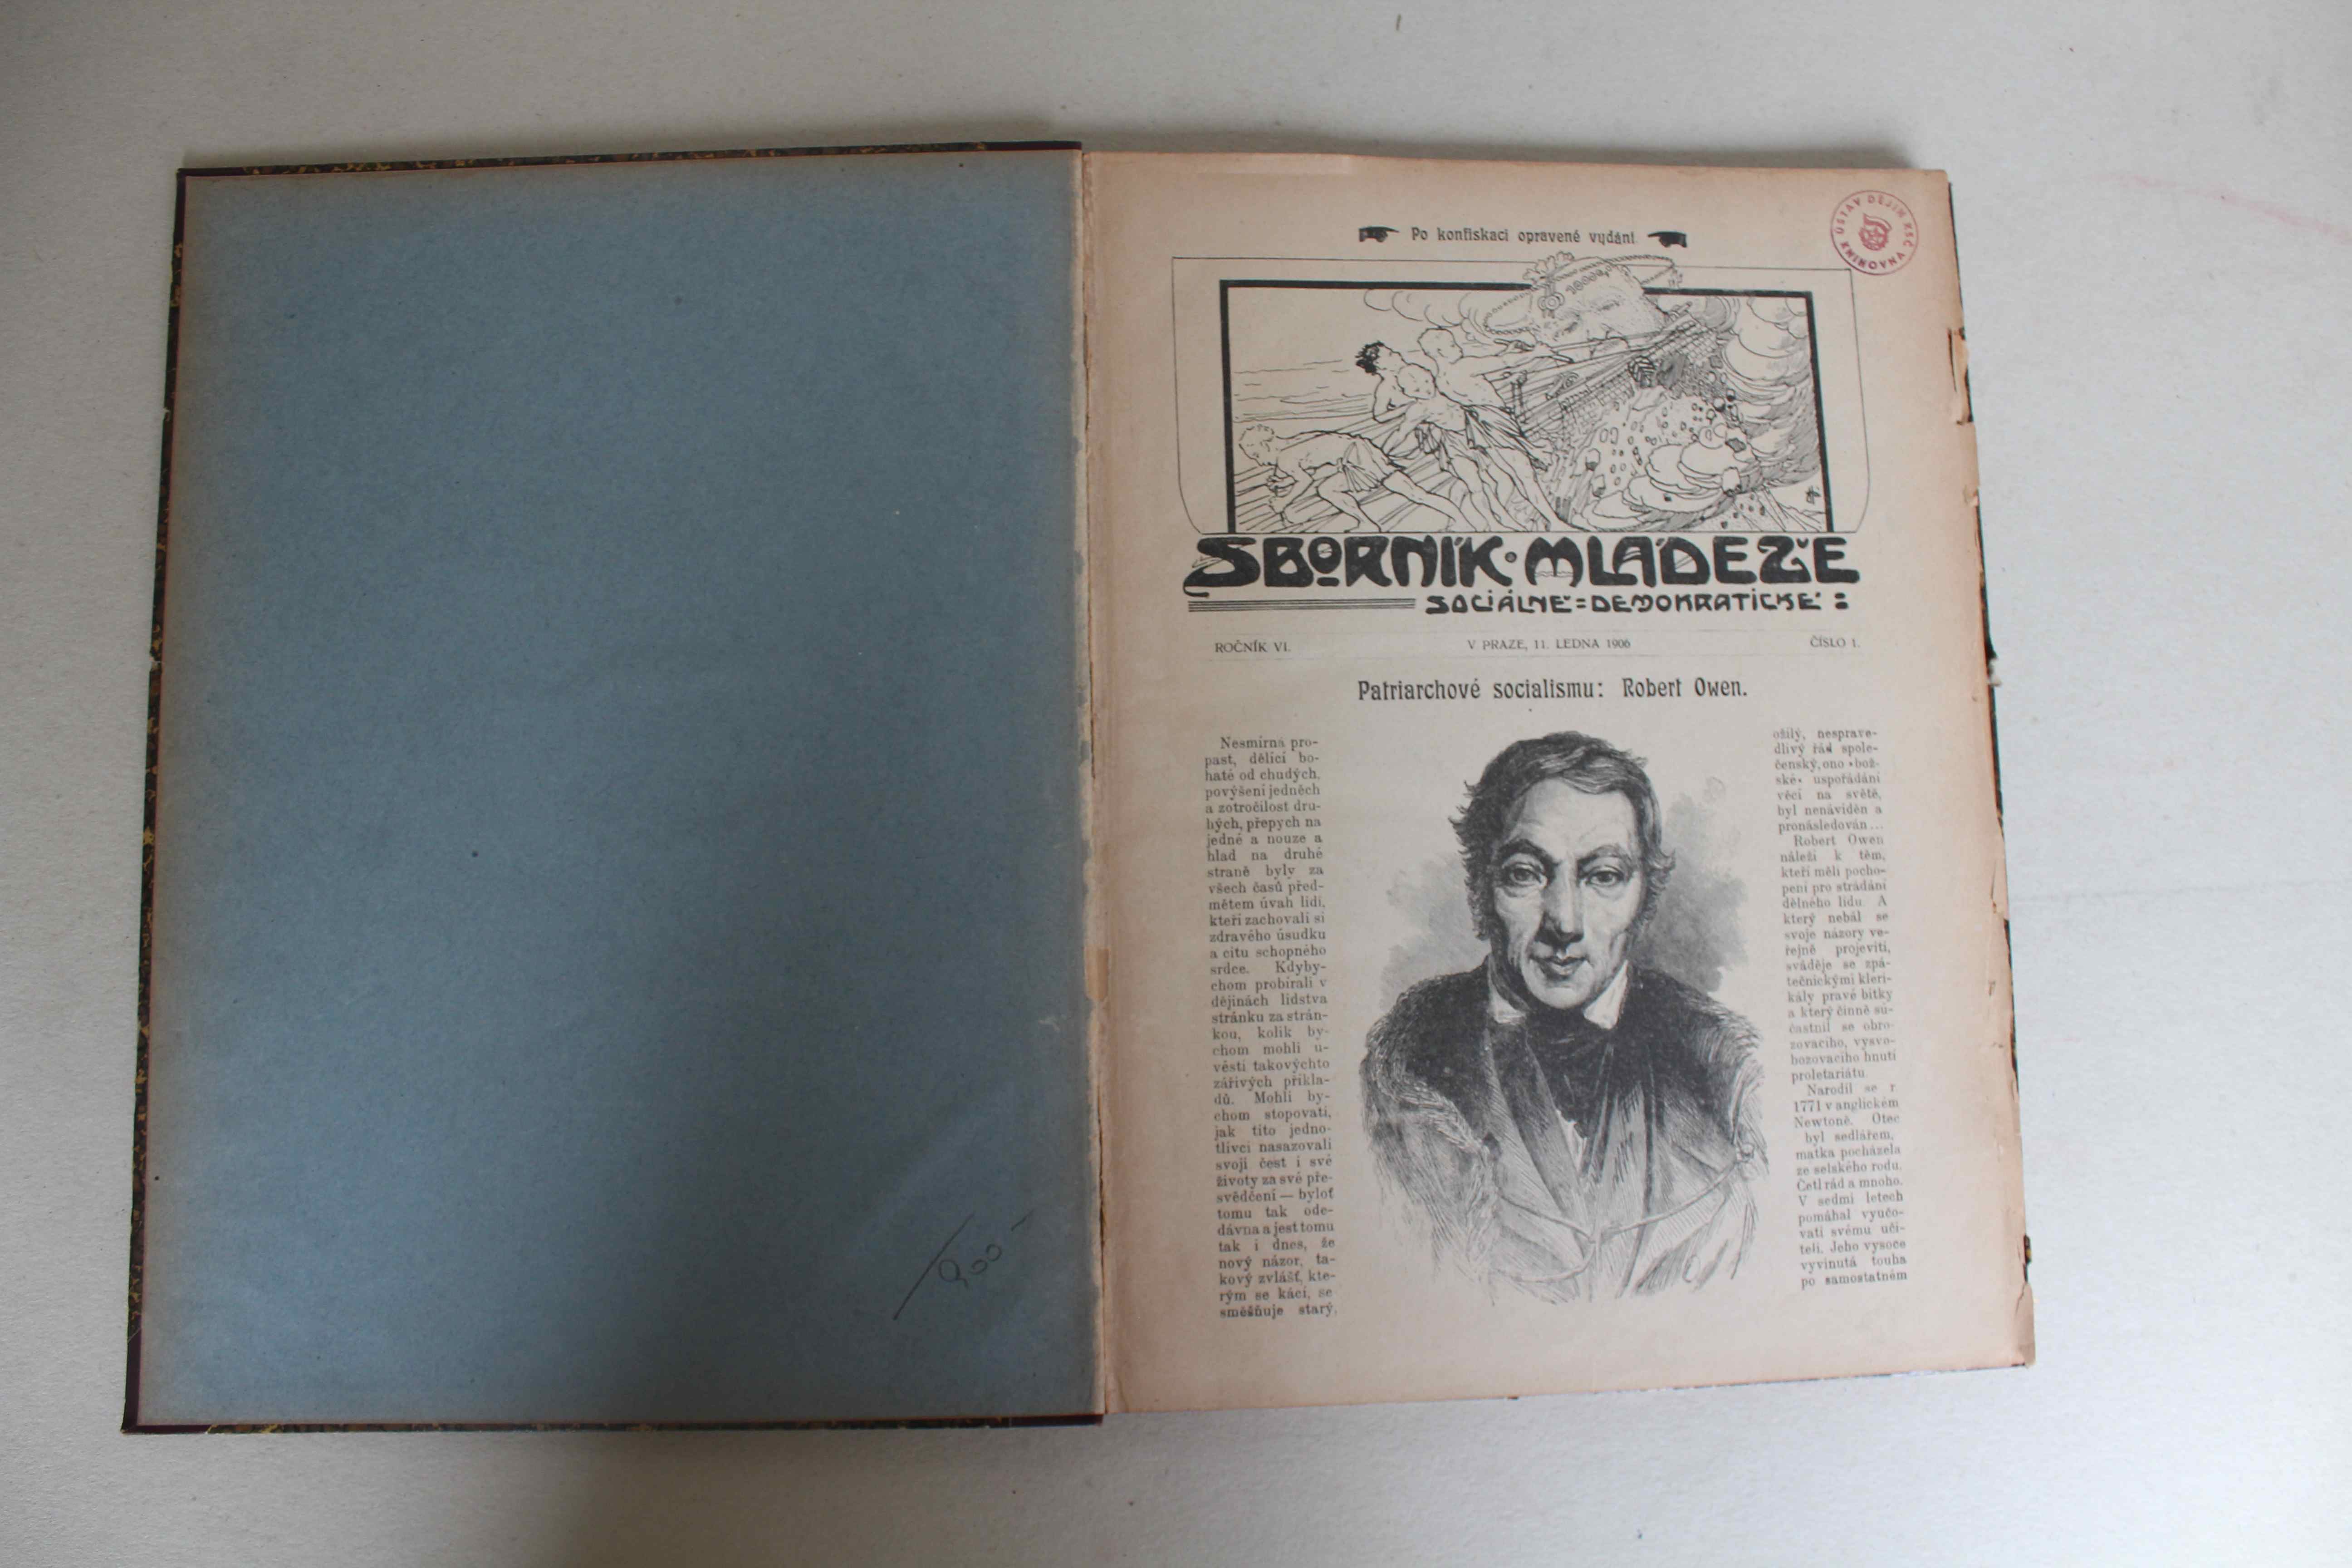 Po konfiskaci opravené vydání
ÚSTAV DĚJIN KSČ
KNIHOVNA
SBORNÍK · MLÁDEŽE
SOCIÁLNĚ = DEMOKRATICKÉ :
ROČNÍK VI.
V PRAZE, 11. LEDNA 1906
ČÍSLO 1.
Patriarchové socialismu: Robert Owen.
Nesmírná pro-
past, dělící bo-
haté od chudých,
povýšení jedněch
a zotročilost dru-
hých, přepych na
jedné a nouze a
hlad na druhé
straně byly za
všech časů před-
mětem úvah lidí,
kteří zachovali si
zdravého úsudku
a citu schopného
srdce. Kdyby-
chom probírali v
dějinách lidstva
stránku za strán-
kou, kolik by-
chom mohli u-
vésti takovýchto
zářivých příkla-
dů. Mohli by-
chom stopovati,
jak tito jedno-
tlivci nasazovali
svoji čest i své
životy za své pře-
svědčení — byloť
tomu tak ode-
dávna a jest tomu
tak i dnes, že
nový názor, ta-
kový zvlášť, kte-
rým se kácí, se
směšňuje starý,
ožilý, nesprave-
dlivý řád spole-
čenský, ono »bož-
ské« uspořádání
věcí na světě,
byl nenáviděn a
pronásledován ...
Robert Owen
náleží k těm,
kteří měli pocho-
pení pro strádání
dělného lidu. A
který nebál se
svoje názory ve-
řejně projeviti,
sváděje se zpá-
tečnickými kleri-
kály pravé bitky
a který činně sú-
častnil se obro-
zovacího, vysvo-
bozovacího hnutí
proletariátu.
Narodil se r.
1771 v anglickém
Newtoně. Otec
byl sedlářem,
matka pocházela
ze selského rodu.
Četl rád a mnoho.
V sedmi letech
pomáhal vyučo-
vati svému uči-
teli. Jeho vysoce
vyvinutá touha
po samostatném
900 -